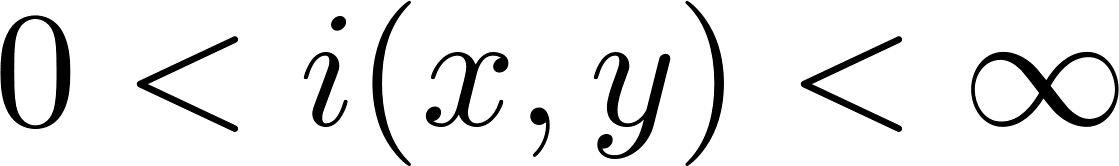 0 < i(x, y) < ∞